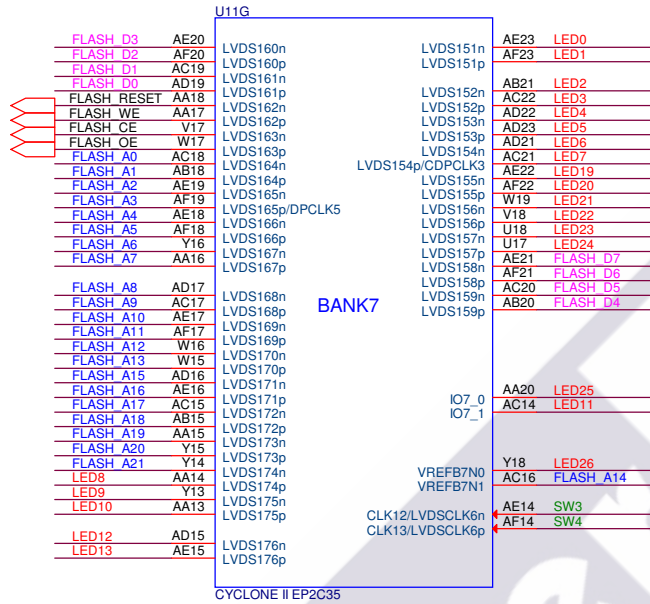 U11G
FLASH_D3 AE20 LVDS160n LVDS151n AE23 LED0
FLASH_D2 AF20 LVDS160p LVDS151p AF23 LED1
FLASH_D1 AC19 LVDS161n
FLASH_D0 AD19 LVDS161p LVDS152n AB21 LED2
FLASH_RESET AA18 LVDS162n LVDS152p AC22 LED3
FLASH_WE AA17 LVDS162p LVDS153n AD22 LED4
FLASH_CE V17 LVDS163n LVDS153p AD23 LED5
FLASH_OE W17 LVDS163p LVDS154n AD21 LED6
FLASH_A0 AC18 LVDS164n LVDS154p/CDPCLK3 AC21 LED7
FLASH_A1 AB18 LVDS164p LVDS155n AE22 LED19
FLASH_A2 AE19 LVDS165n LVDS155p AF22 LED20
FLASH_A3 AF19 LVDS165p/DPCLK5 LVDS156n W19 LED21
FLASH_A4 AE18 LVDS166n LVDS156p V18 LED22
FLASH_A5 AF18 LVDS166p LVDS157n U18 LED23
FLASH_A6 Y16 LVDS167n LVDS157p U17 LED24
FLASH_A7 AA16 LVDS167p LVDS158n AE21 FLASH_D7
LVDS158p AF21 FLASH_D6
FLASH_A8 AD17 LVDS168n LVDS159n AC20 FLASH_D5
FLASH_A9 AC17 LVDS168p LVDS159p AB20 FLASH_D4
BANK7
FLASH_A10 AE17 LVDS169n
FLASH_A11 AF17 LVDS169p
FLASH_A12 W16 LVDS170n
FLASH_A13 W15 LVDS170p
FLASH_A15 AD16 LVDS171n
FLASH_A16 AE16 LVDS171p IO7_0 AA20 LED25
FLASH_A17 AC15 LVDS172n IO7_1 AC14 LED11
FLASH_A18 AB15 LVDS172p
FLASH_A19 AA15 LVDS173n
FLASH_A20 Y15 LVDS173p
FLASH_A21 Y14 LVDS174n VREFB7N0 Y18 LED26
LED8 AA14 LVDS174p VREFB7N1 AC16 FLASH_A14
LED9 Y13 LVDS175n
LED10 AA13 LVDS175p CLK12/LVDSCLK6n AE14 SW3
CLK13/LVDSCLK6p AF14 SW4
LED12 AD15 LVDS176n
LED13 AE15 LVDS176p
CYCLONE II EP2C35